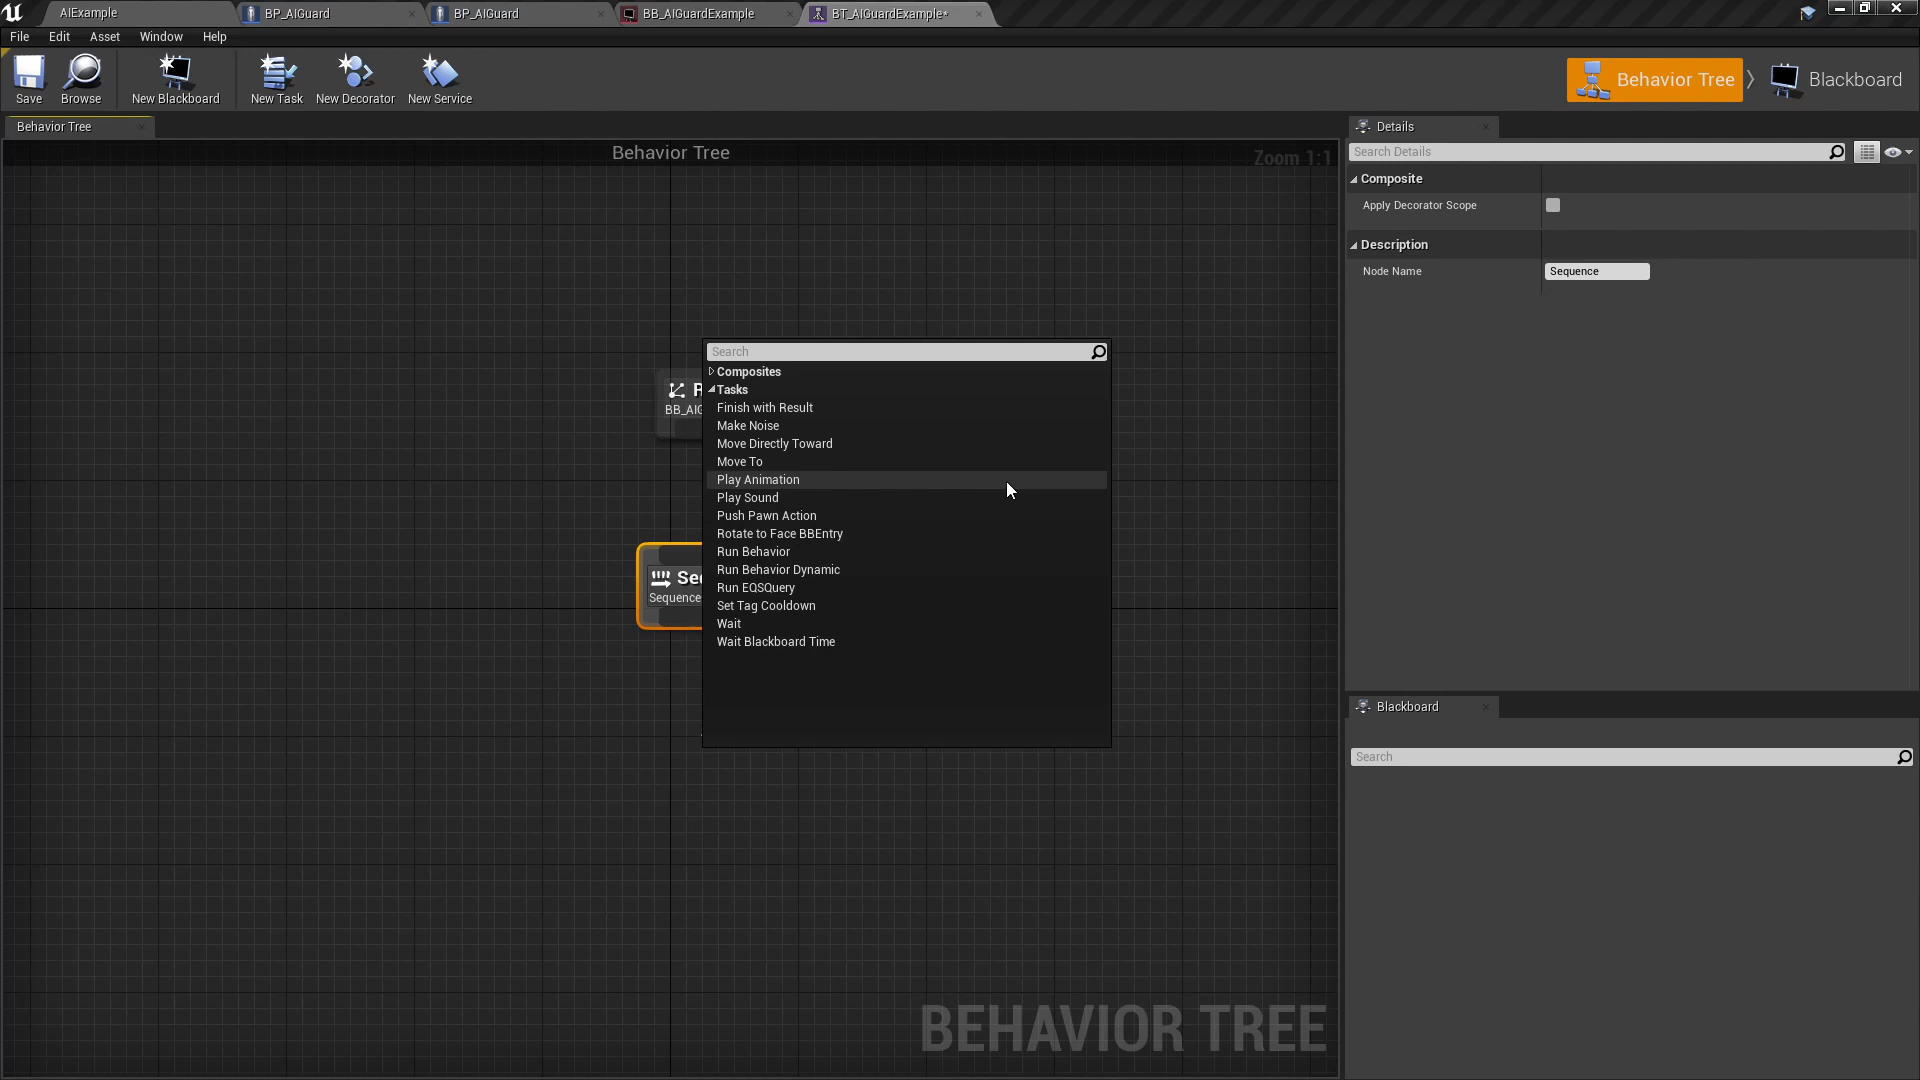 AIExample
BP_AIGuard
BP_AIGuard
BB_AIGuardExample
BT_AIGuardExample*
File
Edit
Asset
Window
Help
Save
Browse
New Blackboard
New Task
New Decorator
New Service
Behavior Tree
Blackboard
Behavior Tree
Behavior Tree
Zoom 1:1
Details
Search Details
Composite
Apply Decorator Scope
Description
Node Name
Sequence
Search
Composites
Tasks
Finish with Result
Make Noise
Move Directly Toward
Move To
Play Animation
Play Sound
Push Pawn Action
Rotate to Face BBEntry
Run Behavior
Run Behavior Dynamic
Run EQSQuery
Set Tag Cooldown
Wait
Wait Blackboard Time
R
BB_AIG
Sec
Sequence
Blackboard
Search
BEHAVIOR TREE